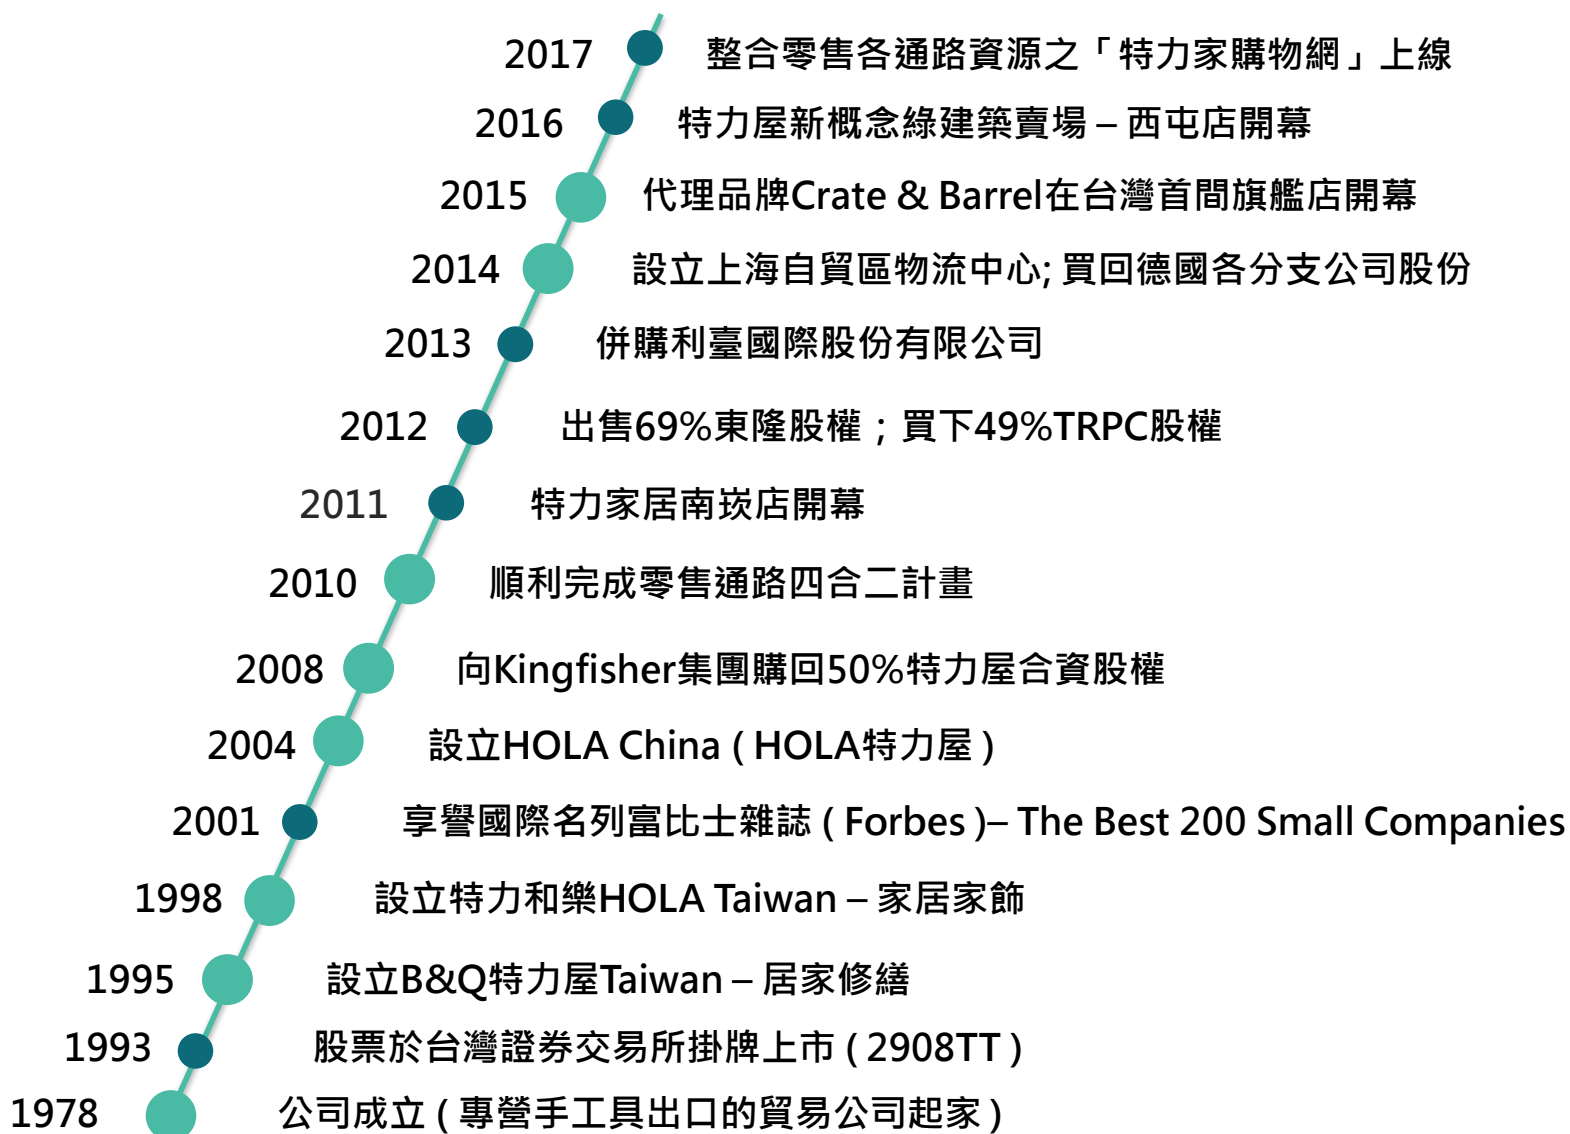 2017 整合零售各通路資源之「特力家購物網」上線
2016 特力屋新概念綠建築賣場 – 西屯店開幕
2015 代理品牌Crate & Barrel在台灣首間旗艦店開幕
2014 設立上海自貿區物流中心; 買回德國各分支公司股份
2013 併購利臺國際股份有限公司
2012 出售69%東隆股權；買下49%TRPC股權
2011 特力家居南崁店開幕
2010 順利完成零售通路四合二計畫
2008 向Kingfisher集團購回50%特力屋合資股權
2004 設立HOLA China ( HOLA特力屋 )
2001 享譽國際名列富比士雜誌 ( Forbes )– The Best 200 Small Companies
1998 設立特力和樂HOLA Taiwan – 家居家飾
1995 設立B&Q特力屋Taiwan – 居家修繕
1993 股票於台灣證券交易所掛牌上市 ( 2908TT )
1978 公司成立 ( 專營手工具出口的貿易公司起家 )